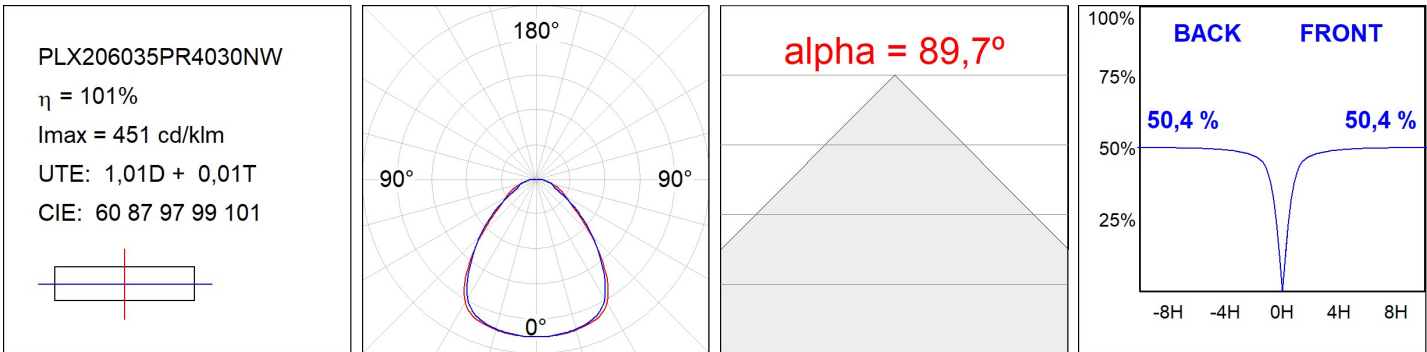 PLX206035PR4030NW
η = 101%
Imax = 451 cd/klm
UTE: 1,01D + 0,01T
CIE: 60 87 97 99 101
180°
90° 90°
0°
alpha = 89,7º
100%
BACK FRONT
75%
50,4 % 50,4 %
50%
25%
-8H -4H 0H 4H 8H